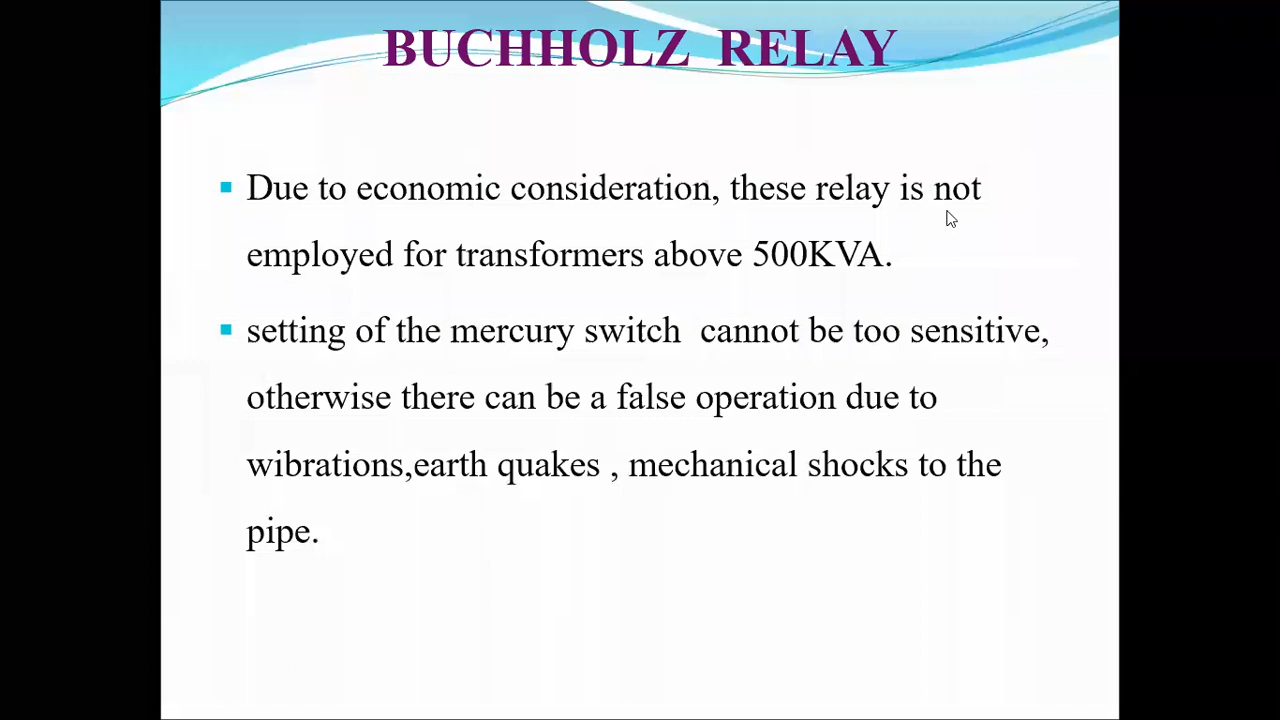 BUCHHOLZ RELAY
Due to economic consideration, these relay is not
employed for transformers above 500KVA.
setting of the mercury switch cannot be too sensitive,
otherwise there can be a false operation due to
wibrations,earth quakes , mechanical shocks to the
pipe.